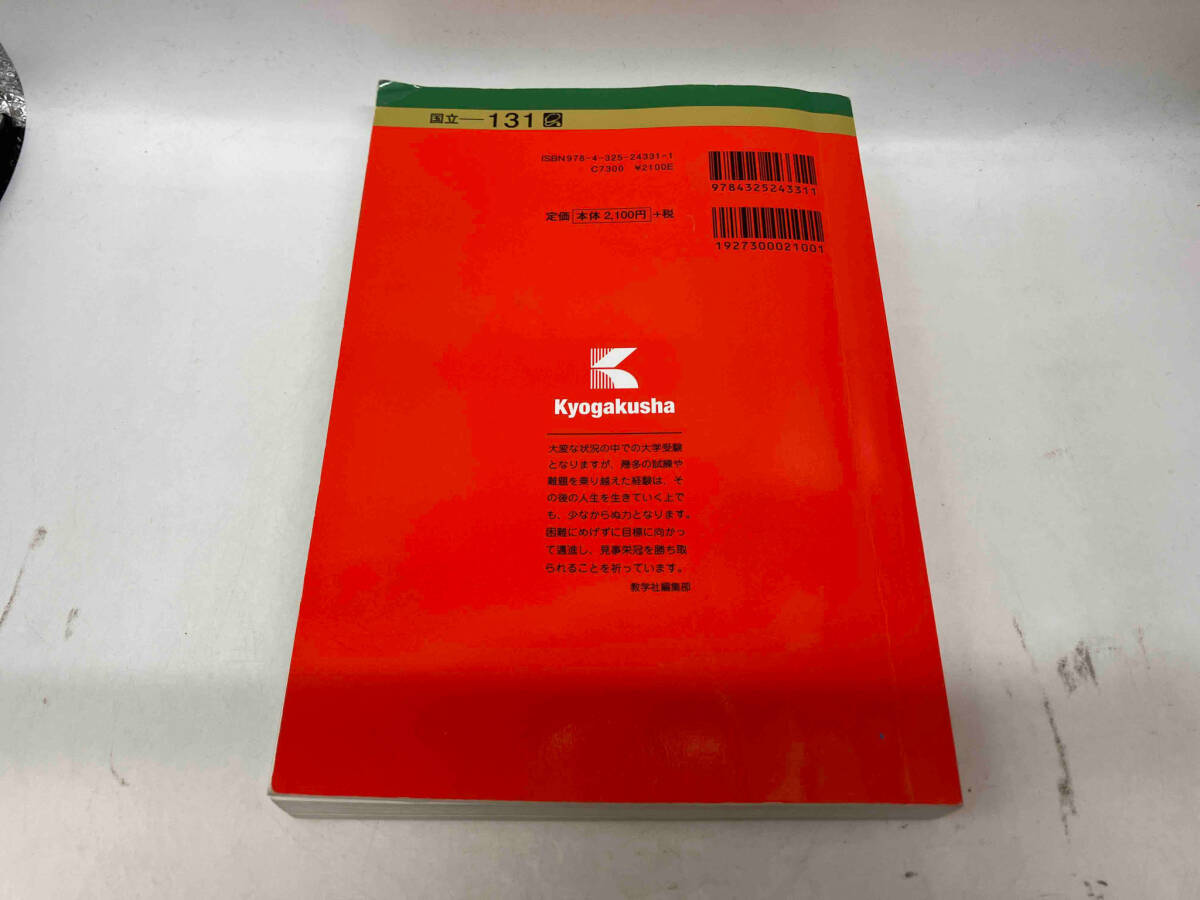 国立—131
ISBN978-4-325-24331-1
C7300 ¥2100E
9784325243311
定価 本体 2,100円 +税
1927300021001
Kyogakusha
大変な状況の中での大学受験
となりますが、幾多の試練や
難題を乗り越えた経験は、そ
の後の人生を生きていく上で
も、少なからぬ力となります。
困難にめげずに目標に向かっ
て邁進し、見事栄冠を勝ち取
られることを祈っています。
教学社編集部